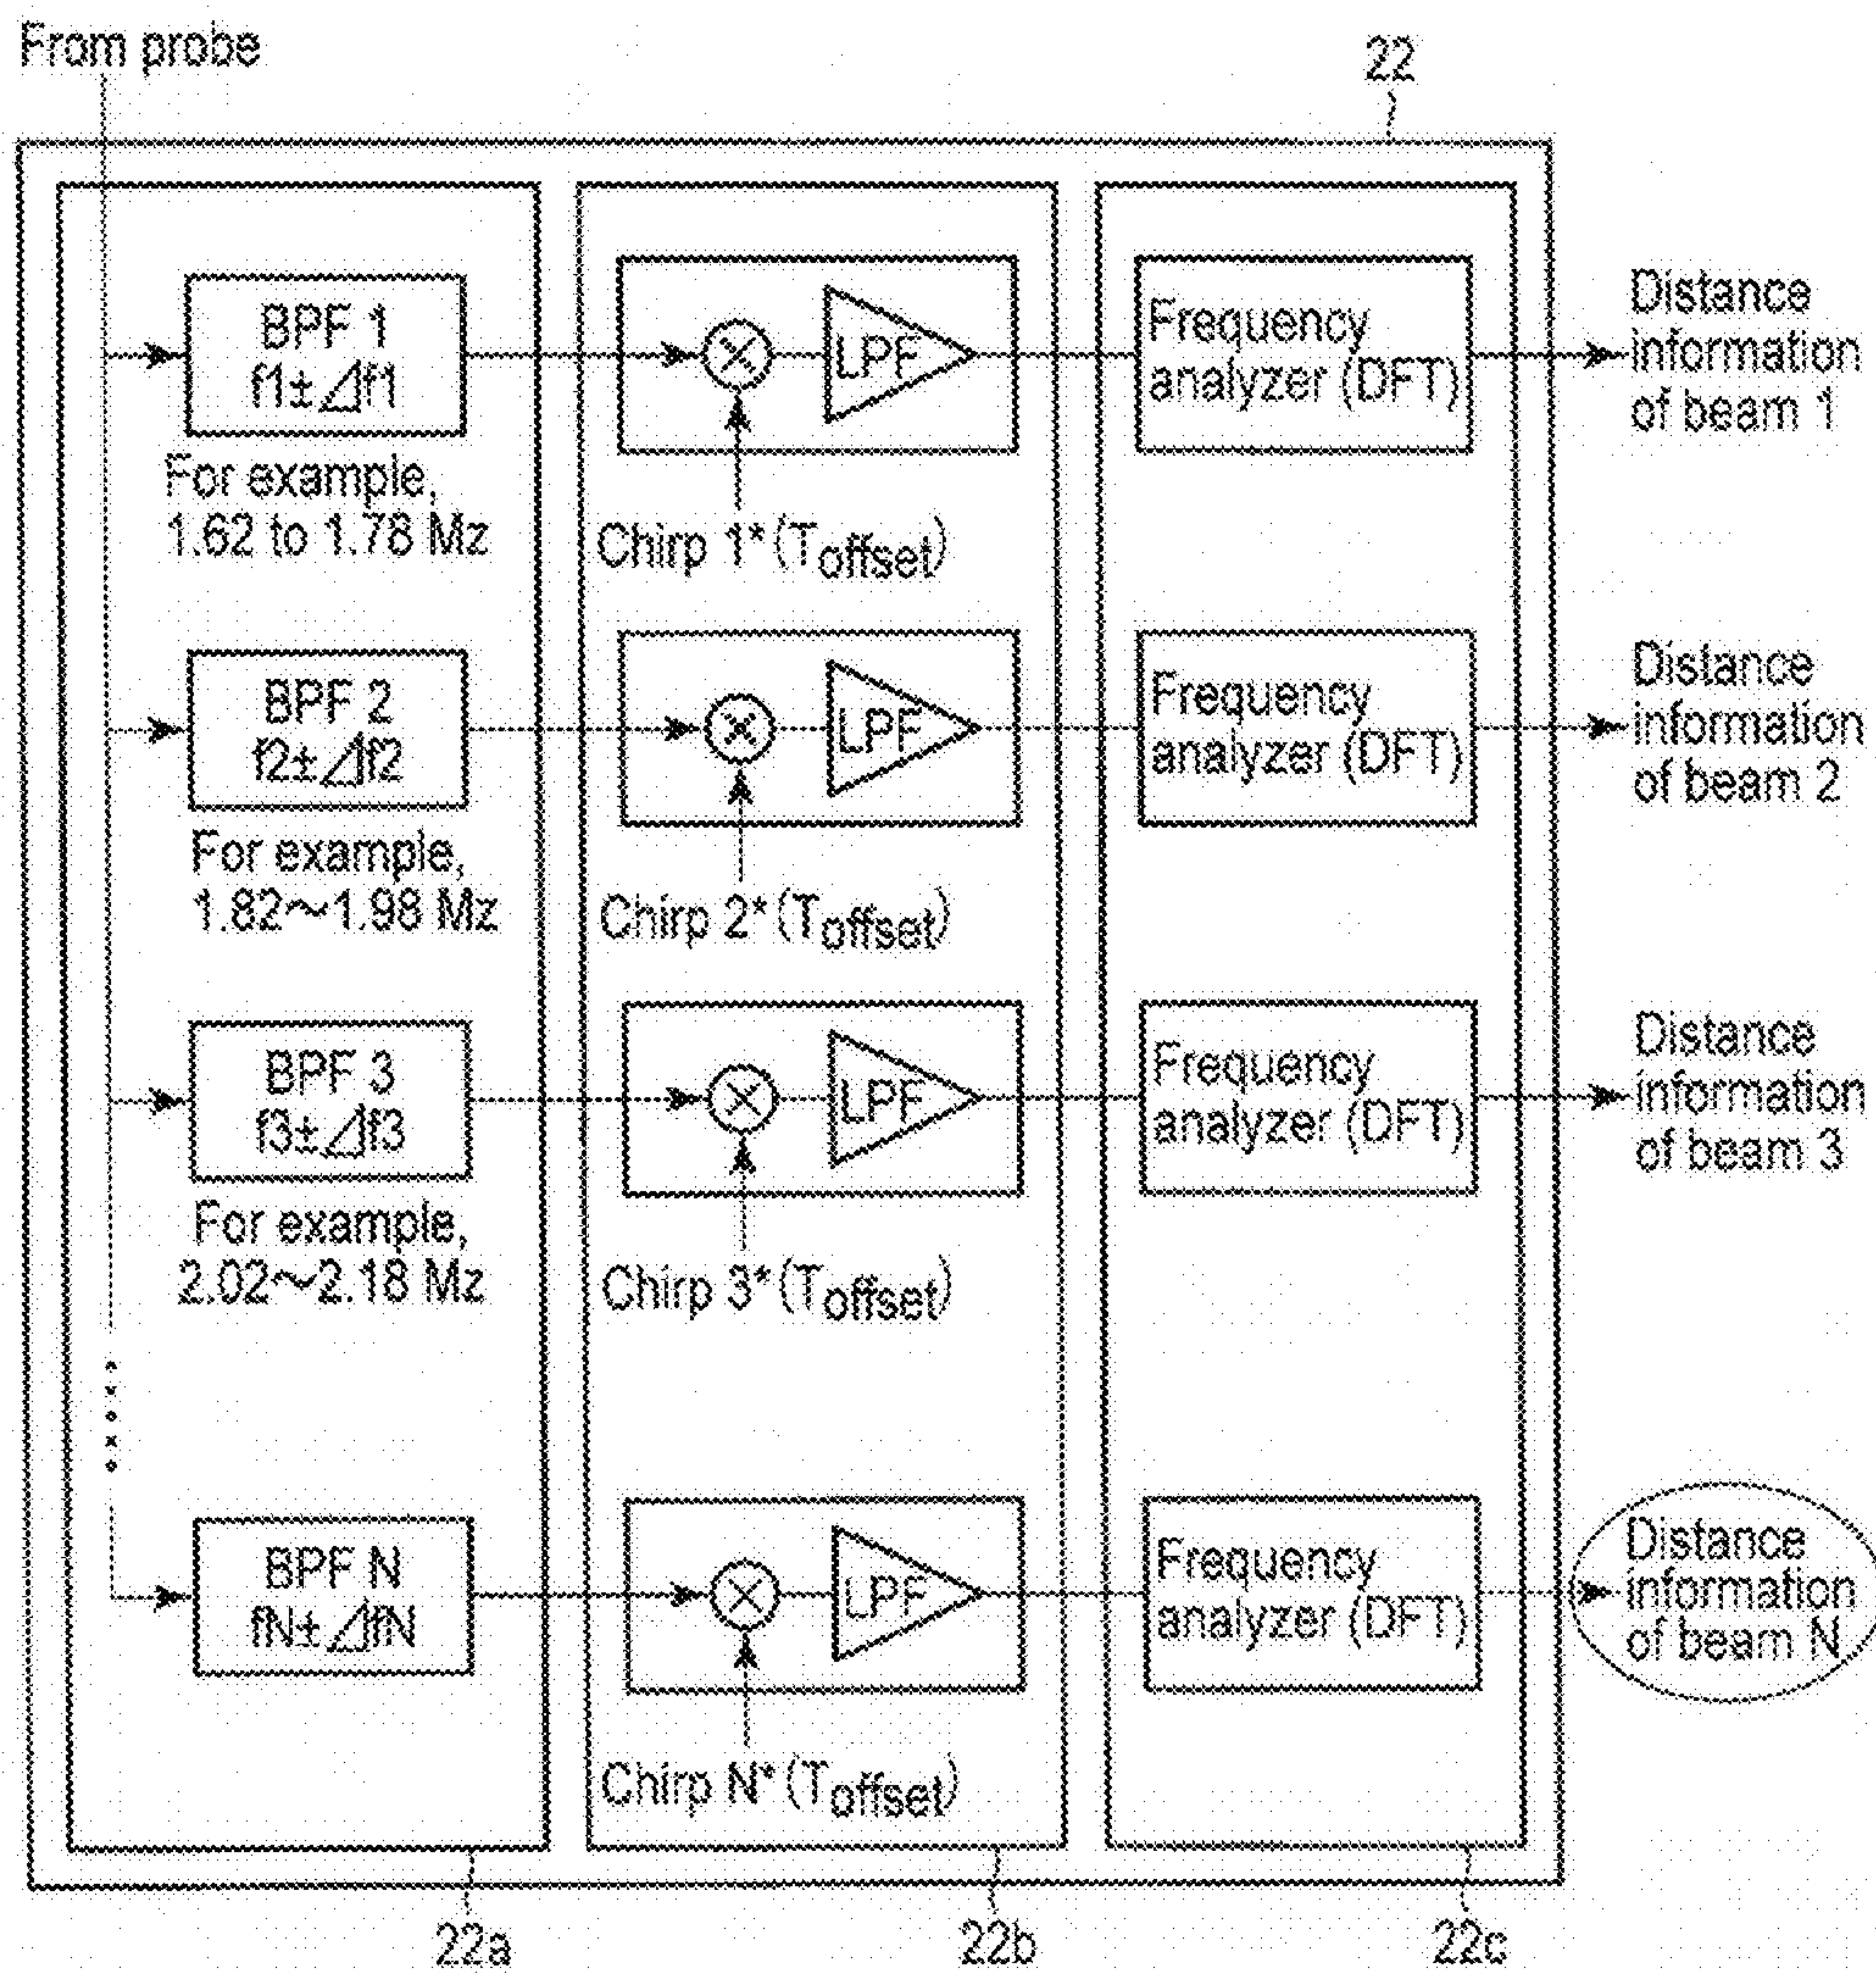 From probe
22
BPF 1
f1±⊿f1
For example,
1.62 to 1.78 Mz
LPF
Chirp 1* (Toffset)
Frequency
analyzer (DFT)
Distance
information
of beam 1
BPF 2
f2±⊿f2
For example,
1.82～1.98 Mz
LPF
Chirp 2* (Toffset)
Frequency
analyzer (DFT)
Distance
information
of beam 2
BPF 3
f3±⊿f3
For example,
2.02～2.18 Mz
LPF
Chirp 3* (Toffset)
Frequency
analyzer (DFT)
Distance
information
of beam 3
BPF N
fN±⊿fN
LPF
Chirp N* (Toffset)
Frequency
analyzer (DFT)
Distance
information
of beam N
22a
22b
22c